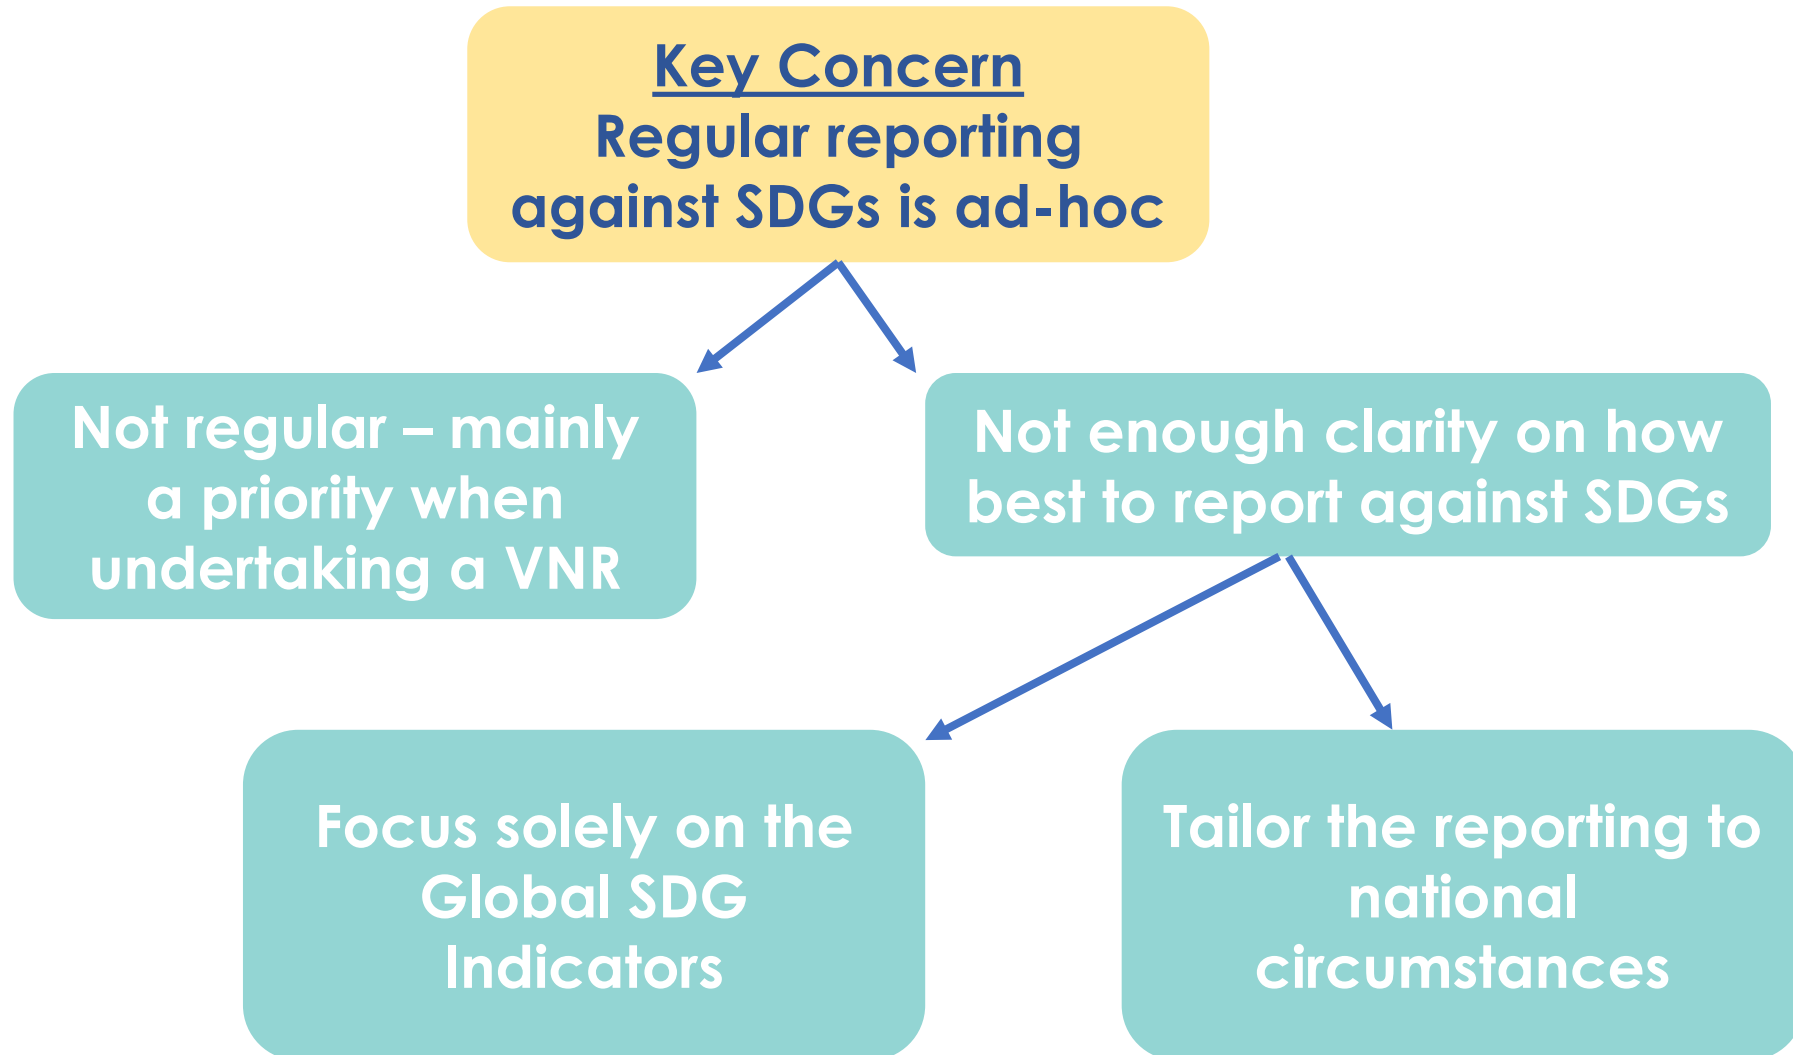 Key Concern
Regular reporting
against SDGs is ad-hoc
Not regular – mainly
a priority when
undertaking a VNR
Not enough clarity on how
best to report against SDGs
Focus solely on the
Global SDG
Indicators
Tailor the reporting to
national
circumstances